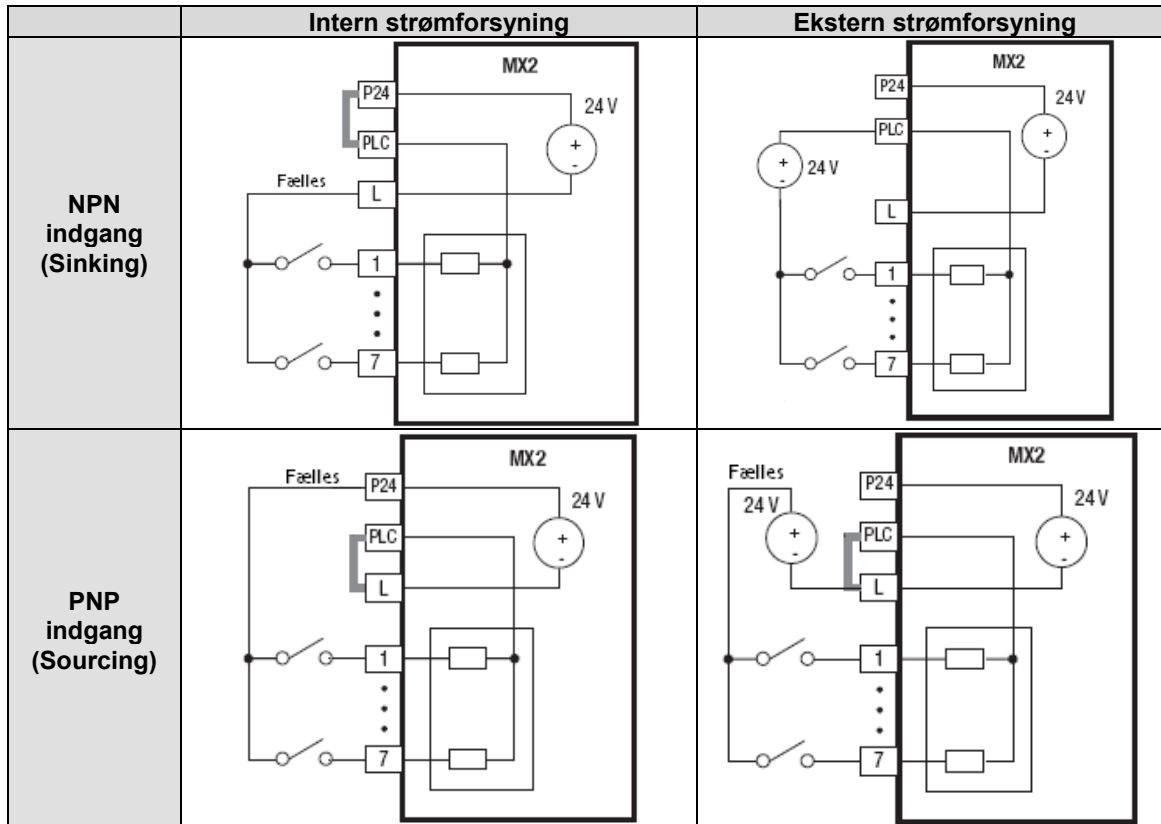 Intern strømforsyning
Ekstern strømforsyning
NPN
indgang
(Sinking)
MX2
P24
24 V
PLC
Fælles
L
1
7
+
-
MX2
P24
24 V
PLC
24 V
L
1
7
+
-
+
-
PNP
indgang
(Sourcing)
MX2
Fælles
P24
24 V
PLC
L
1
7
+
-
MX2
Fælles
P24
24 V
24 V
PLC
L
1
7
+
-
+
-